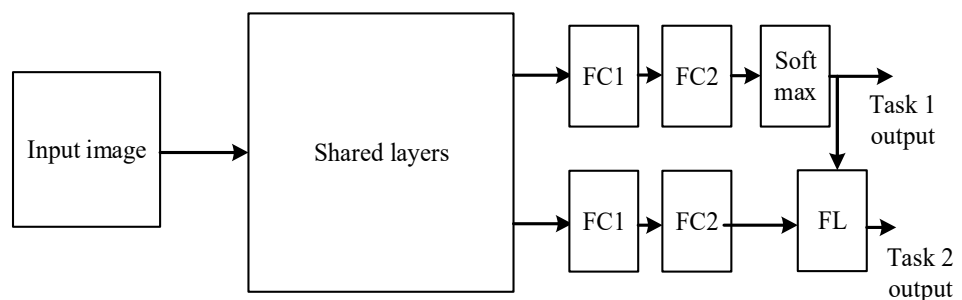 Input image
Shared layers
FC1
FC2
Soft
max
Task 1
output
FC1
FC2
FL
Task 2
output